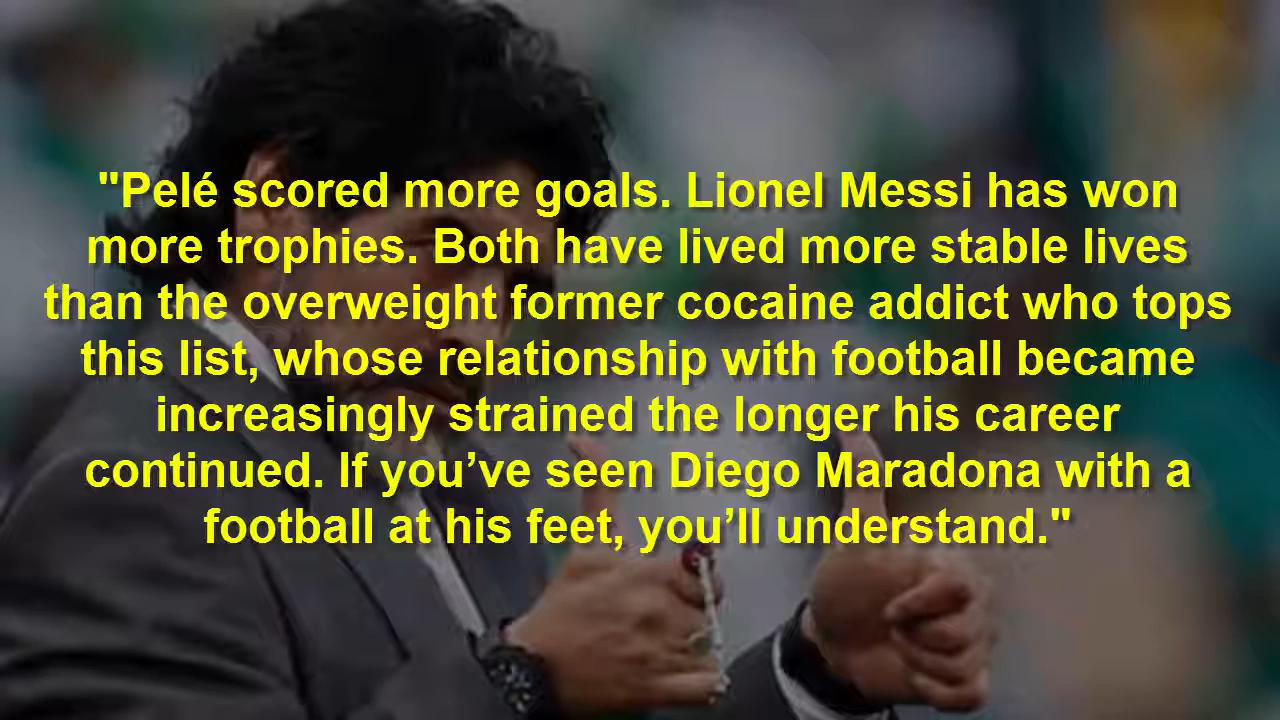 "Pelé scored more goals. Lionel Messi has won
more trophies. Both have lived more stable lives
than the overweight former cocaine addict who tops
this list, whose relationship with football became
increasingly strained the longer his career
continued. If you’ve seen Diego Maradona with a
football at his feet, you’ll understand."